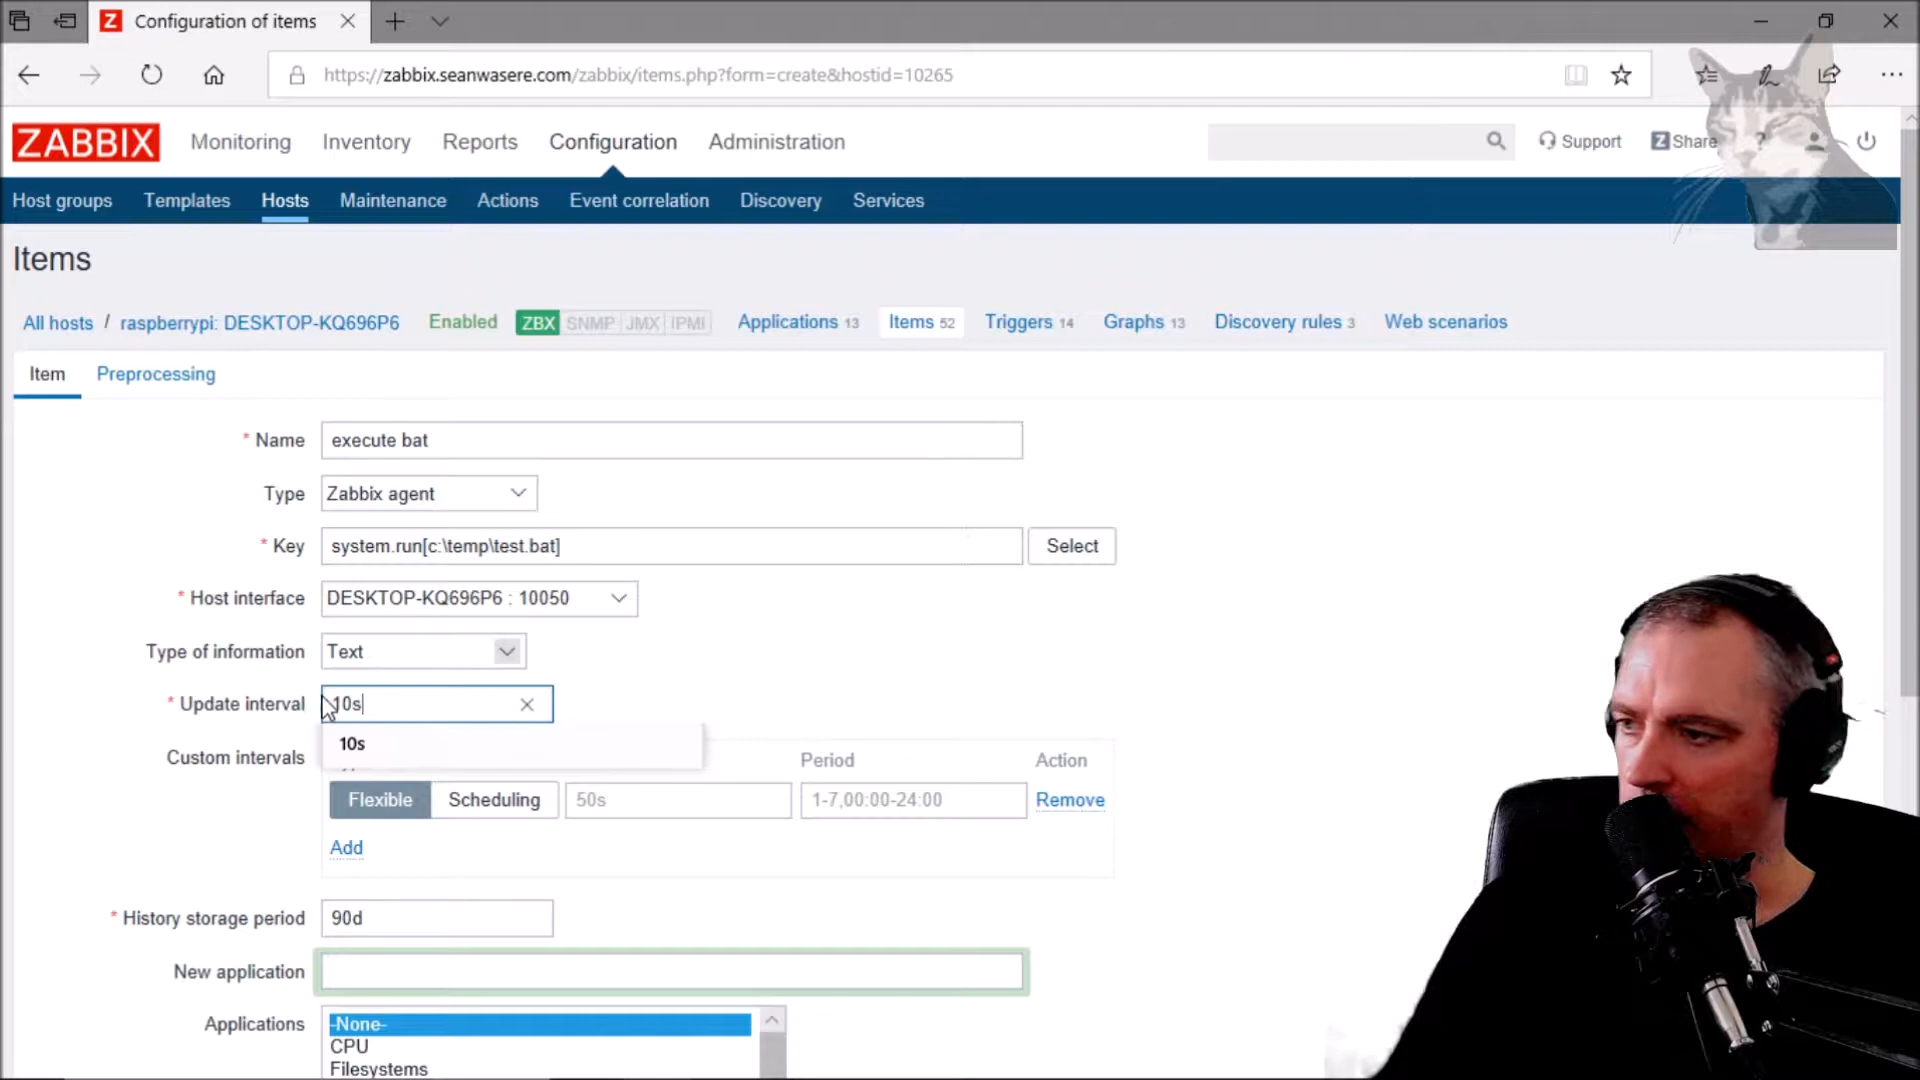 Z Configuration of items
https://zabbix.seanwasere.com/zabbix/items.php?form=create&hostid=10265
ZABBIX Monitoring Inventory Reports Configuration Administration Support Z Share ?
Host groups Templates Hosts Maintenance Actions Event correlation Discovery Services
Items
All hosts / raspberrypi: DESKTOP-KQ696P6 Enabled ZBX SNMP JMX IPMI Applications 13 Items 52 Triggers 14 Graphs 13 Discovery rules 3 Web scenarios
Item Preprocessing
* Name execute bat
Type Zabbix agent
* Key system.run[c:\temp\test.bat] Select
* Host interface DESKTOP-KQ696P6 : 10050
Type of information Text
* Update interval 10s
10s
Custom intervals Period Action
Flexible Scheduling 50s 1-7,00:00-24:00 Remove
Add
* History storage period 90d
New application
Applications -None-
CPU
Filesystems